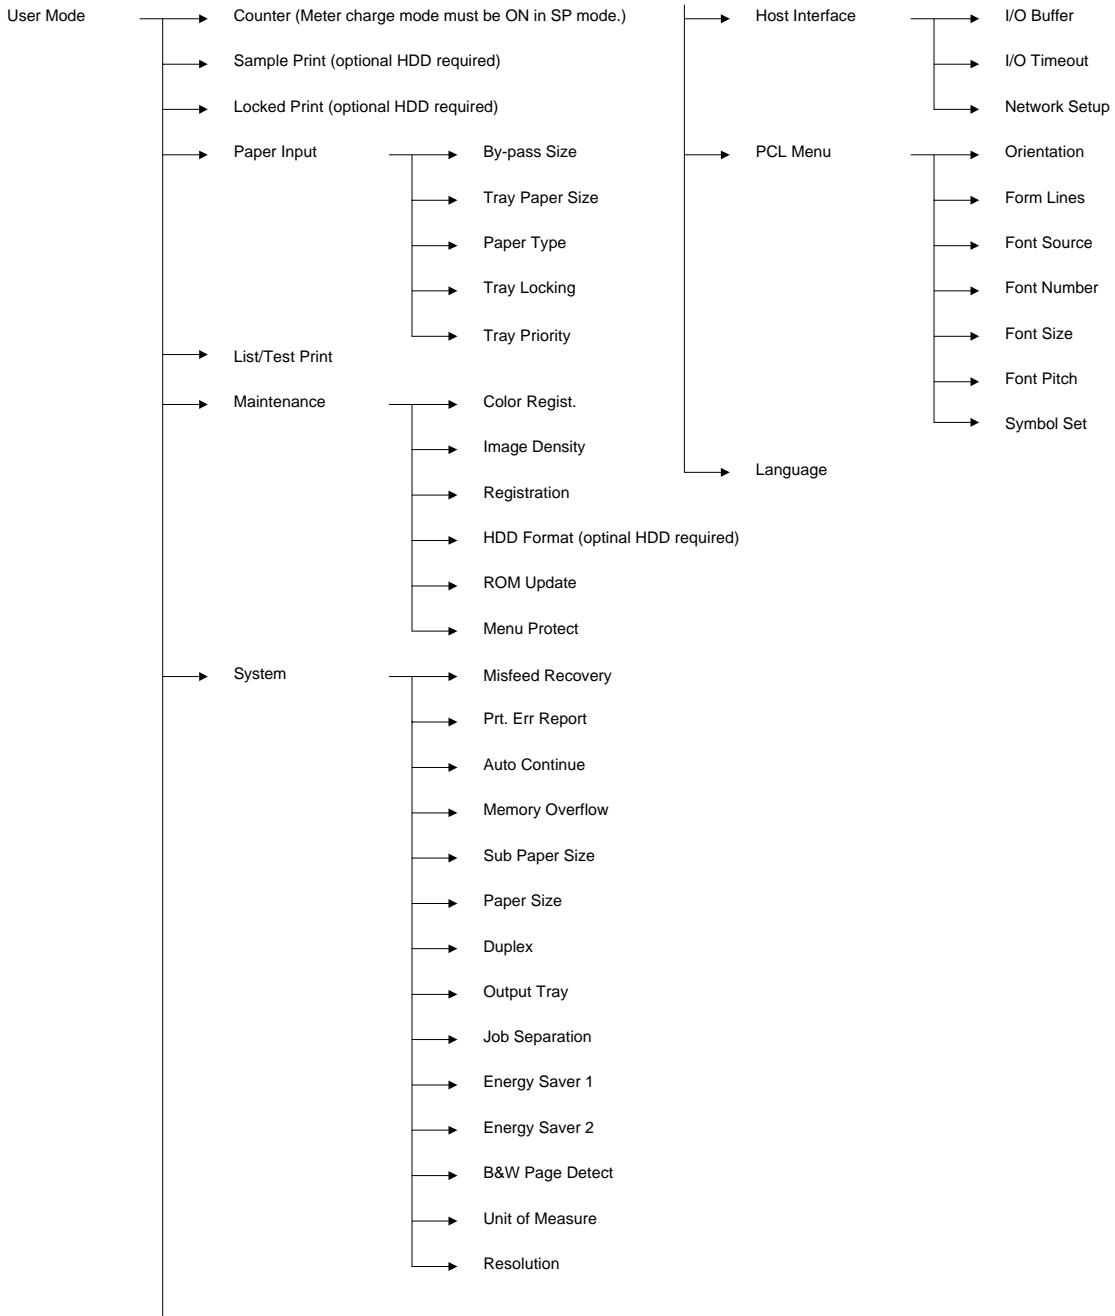 User Mode
Counter (Meter charge mode must be ON in SP mode.)
Sample Print (optional HDD required)
Locked Print (optional HDD required)
Paper Input
By-pass Size
Tray Paper Size
Paper Type
Tray Locking
Tray Priority
List/Test Print
Maintenance
Color Regist.
Image Density
Registration
HDD Format (optinal HDD required)
ROM Update
Menu Protect
System
Misfeed Recovery
Prt. Err Report
Auto Continue
Memory Overflow
Sub Paper Size
Paper Size
Duplex
Output Tray
Job Separation
Energy Saver 1
Energy Saver 2
B&W Page Detect
Unit of Measure
Resolution
Host Interface
I/O Buffer
I/O Timeout
Network Setup
PCL Menu
Orientation
Form Lines
Font Source
Font Number
Font Size
Font Pitch
Symbol Set
Language